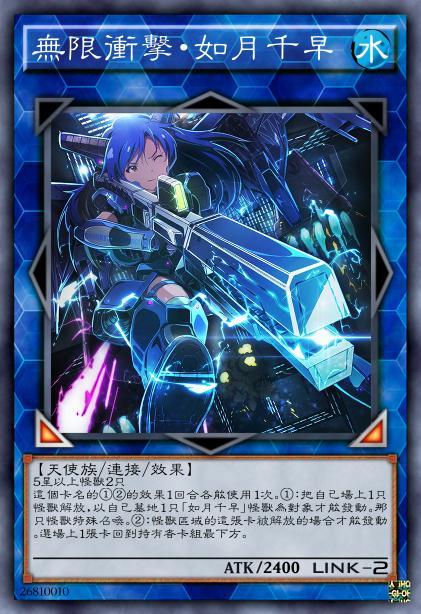 無限衝擊・如月千早
水
【天使族/連接/效果】
5星以上怪獸2只
這個卡名的①②的效果1回合各能使用1次。①:把自己場上1只
怪獸解放,以自己墓地1只「如月千早」怪獸為對象才能發動。那
只怪獸特殊召喚。②:怪獸區域的這張卡被解放的場合才能發動
。選場上1張卡回到持有者卡組最下方。
ATK/2400 LINK-2
26810010